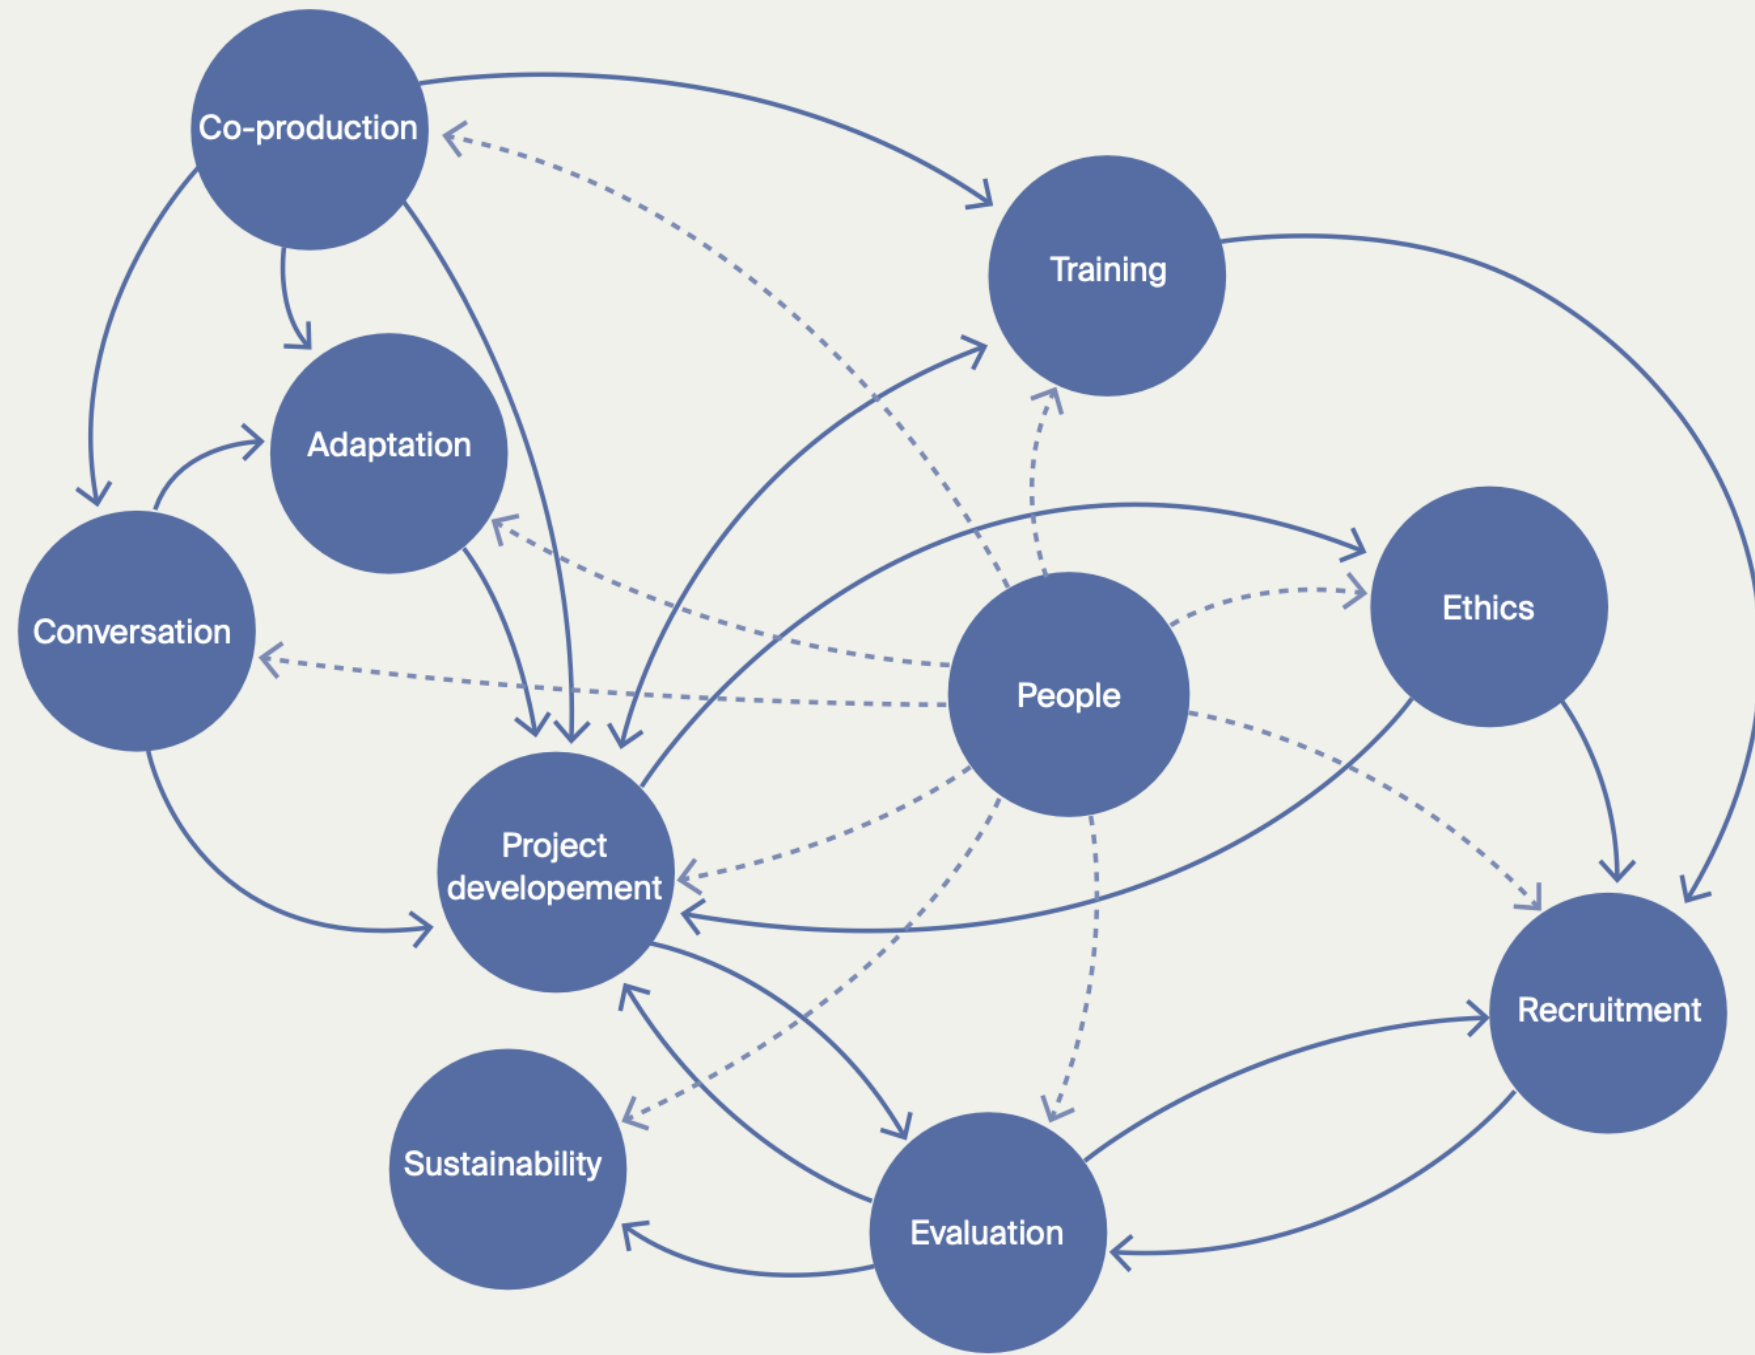 Co-production
Training
Adaptation
Ethics
Conversation
People
Project
developement
Recruitment
Sustainability
Evaluation